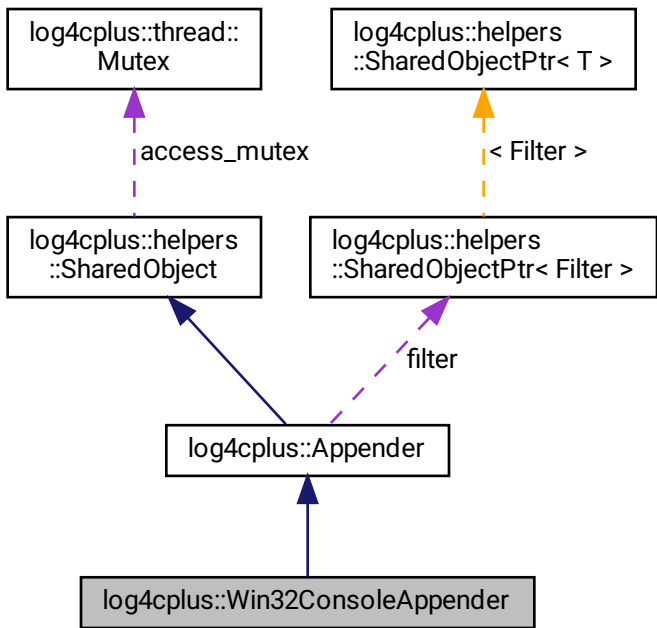 log4cplus::thread::
Mutex
log4cplus::helpers
::SharedObjectPtr< T >
access_mutex
< Filter >
log4cplus::helpers
::SharedObject
log4cplus::helpers
::SharedObjectPtr< Filter >
filter
log4cplus::Appender
log4cplus::Win32ConsoleAppender